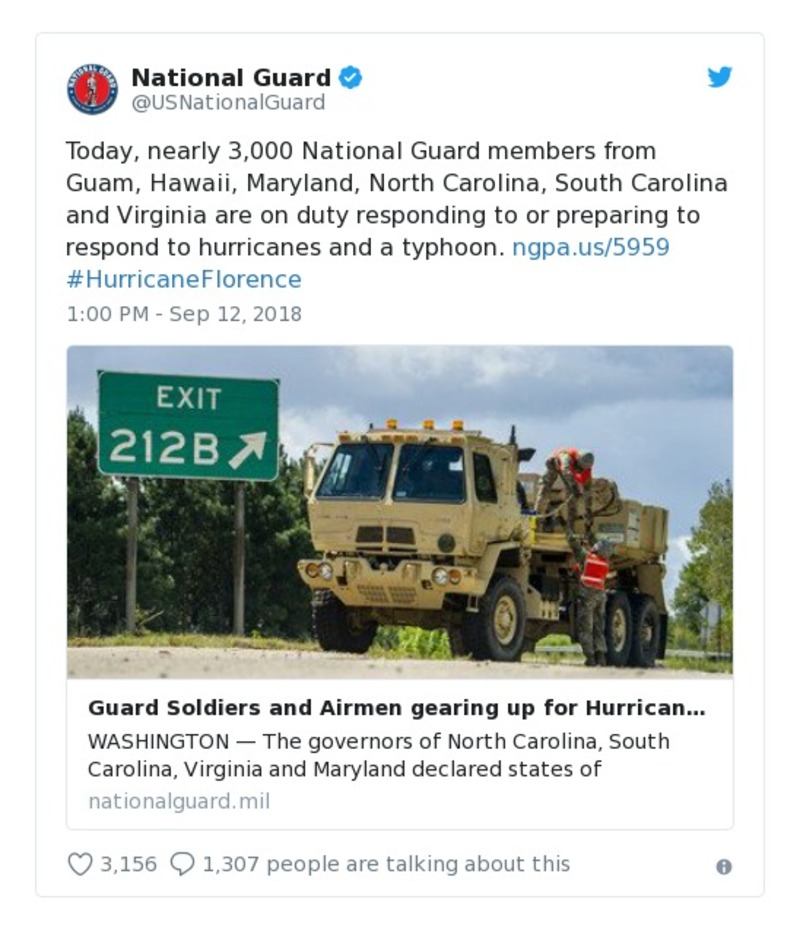 National Guard
@USNationalGuard
Today, nearly 3,000 National Guard members from
Guam, Hawaii, Maryland, North Carolina, South Carolina
and Virginia are on duty responding to or preparing to
respond to hurricanes and a typhoon. ngpa.us/5959
#HurricaneFlorence
1:00 PM - Sep 12, 2018
EXIT
212B
Guard Soldiers and Airmen gearing up for Hurrican...
WASHINGTON — The governors of North Carolina, South
Carolina, Virginia and Maryland declared states of
nationalguard.mil
3,156 1,307 people are talking about this